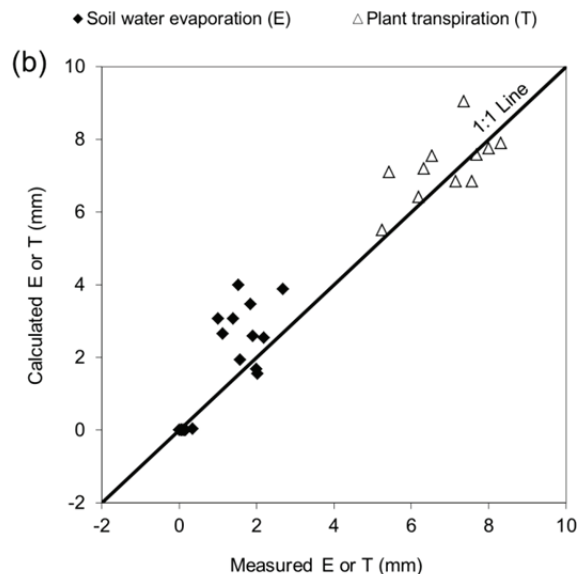 ◆ Soil water evaporation (E) △ Plant transpiration (T)
(b)
10
8
6
4
2
0
-2
Calculated E or T (mm)
1:1 Line
-2 0 2 4 6 8 10
Measured E or T (mm)